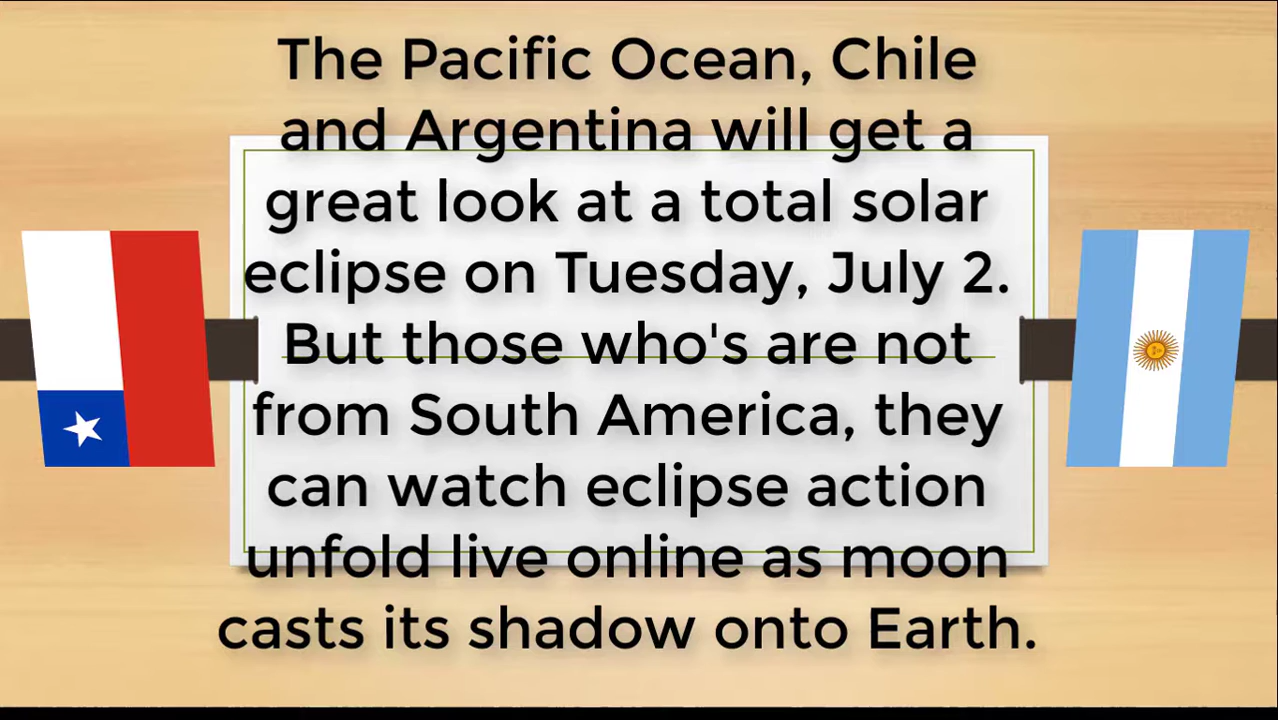 The Pacific Ocean, Chile
and Argentina will get a
great look at a total solar
eclipse on Tuesday, July 2.
But those who's are not
from South America, they
can watch eclipse action
unfold live online as moon
casts its shadow onto Earth.